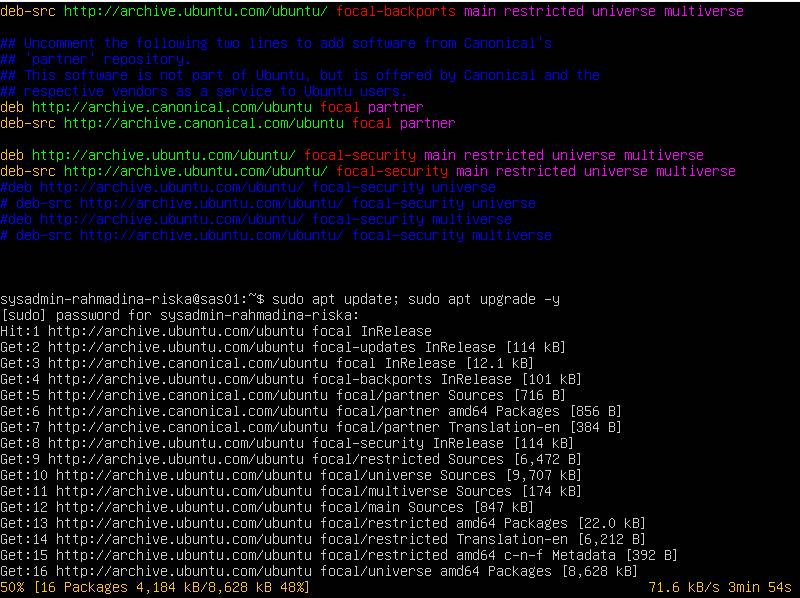 deb-src http://archive.ubuntu.com/ubuntu/ focal-backports main restricted universe multiverse
## Uncomment the following two lines to add software from Canonical's
## 'partner' repository.
## This software is not part of Ubuntu, but is offered by Canonical and the
## respective vendors as a service to Ubuntu users.
deb http://archive.canonical.com/ubuntu focal partner
deb-src http://archive.canonical.com/ubuntu focal partner
deb http://archive.ubuntu.com/ubuntu/ focal-security main restricted universe multiverse
deb-src http://archive.ubuntu.com/ubuntu/ focal-security main restricted universe multiverse
#deb http://archive.ubuntu.com/ubuntu/ focal-security universe
# deb-src http://archive.ubuntu.com/ubuntu/ focal-security universe
#deb http://archive.ubuntu.com/ubuntu/ focal-security multiverse
# deb-src http://archive.ubuntu.com/ubuntu/ focal-security multiverse
sysadmin-rahmadina-riska@sas01:~$ sudo apt update; sudo apt upgrade -y
[sudo] password for sysadmin-rahmadina-riska:
Hit:1 http://archive.ubuntu.com/ubuntu focal InRelease
Get:2 http://archive.ubuntu.com/ubuntu focal-updates InRelease [114 kB]
Get:3 http://archive.canonical.com/ubuntu focal InRelease [12.1 kB]
Get:4 http://archive.ubuntu.com/ubuntu focal-backports InRelease [101 kB]
Get:5 http://archive.canonical.com/ubuntu focal/partner Sources [716 B]
Get:6 http://archive.canonical.com/ubuntu focal/partner amd64 Packages [856 B]
Get:7 http://archive.canonical.com/ubuntu focal/partner Translation-en [384 B]
Get:8 http://archive.ubuntu.com/ubuntu focal-security InRelease [114 kB]
Get:9 http://archive.ubuntu.com/ubuntu focal/restricted Sources [6,472 B]
Get:10 http://archive.ubuntu.com/ubuntu focal/universe Sources [9,707 kB]
Get:11 http://archive.ubuntu.com/ubuntu focal/multiverse Sources [174 kB]
Get:12 http://archive.ubuntu.com/ubuntu focal/main Sources [847 kB]
Get:13 http://archive.ubuntu.com/ubuntu focal/restricted amd64 Packages [22.0 kB]
Get:14 http://archive.ubuntu.com/ubuntu focal/restricted Translation-en [6,212 B]
Get:15 http://archive.ubuntu.com/ubuntu focal/restricted amd64 c-n-f Metadata [392 B]
Get:16 http://archive.ubuntu.com/ubuntu focal/universe amd64 Packages [8,628 kB]
50% [16 Packages 4,184 kB/8,628 kB 48%] 71.6 kB/s 3min 54s